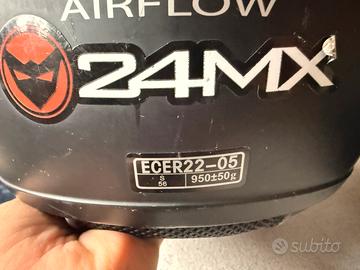 AIRFLOW
24MX
ECER22-05
S
56
950±50g
subito